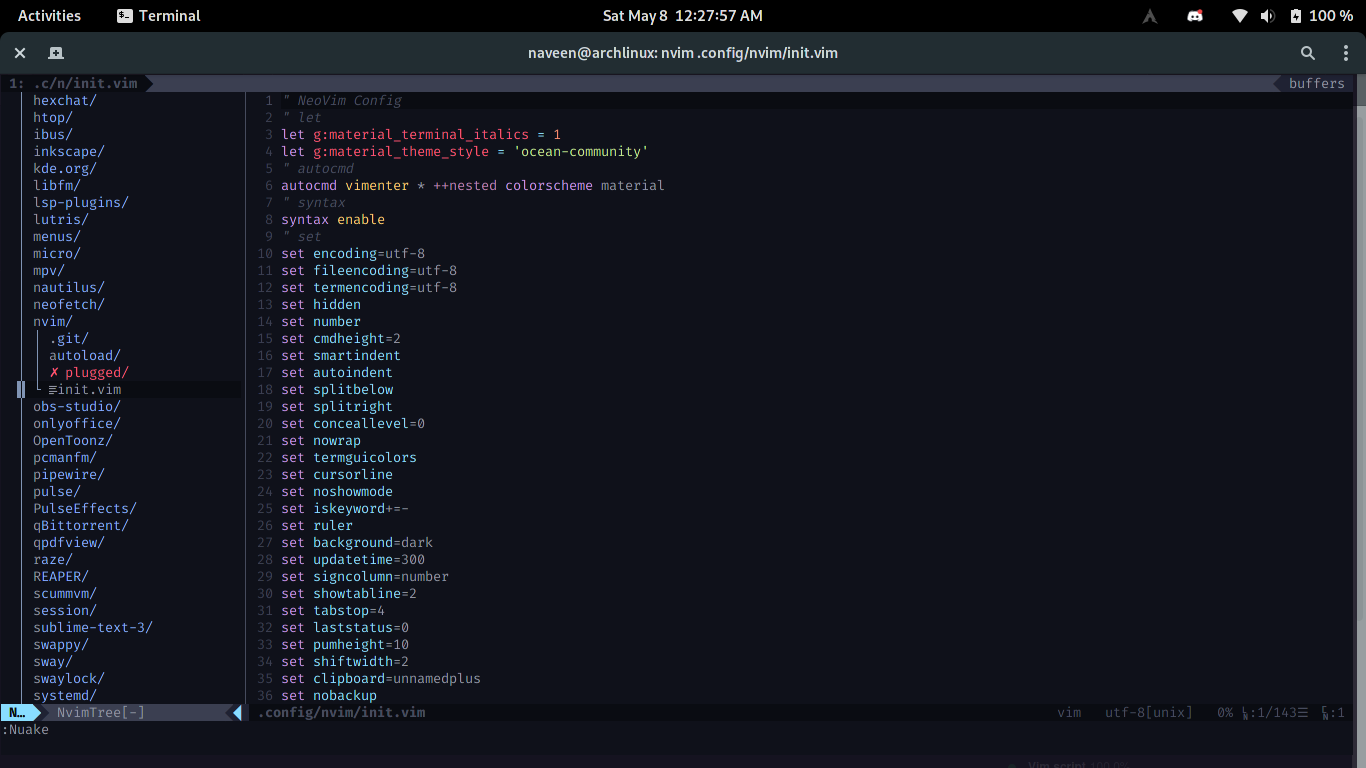 Activities Terminal Sat May 8 12:27:57 AM 100 %
naveen@archlinux: nvim .config/nvim/init.vim
1: .c/n/init.vim buffers
hexchat/
htop/
ibus/
inkscape/
kde.org/
libfm/
lsp-plugins/
lutris/
menus/
micro/
mpv/
nautilus/
neofetch/
nvim/
.git/
autoload/
✗ plugged/
init.vim
obs-studio/
onlyoffice/
OpenToonz/
pcmanfm/
pipewire/
pulse/
PulseEffects/
qBittorrent/
qpdfview/
raze/
REAPER/
scummvm/
session/
sublime-text-3/
swappy/
sway/
swaylock/
systemd/
1 " NeoVim Config
2 " let
3 let g:material_terminal_italics = 1
4 let g:material_theme_style = 'ocean-community'
5 " autocmd
6 autocmd vimenter * ++nested colorscheme material
7 " syntax
8 syntax enable
9 " set
10 set encoding=utf-8
11 set fileencoding=utf-8
12 set termencoding=utf-8
13 set hidden
14 set number
15 set cmdheight=2
16 set smartindent
17 set autoindent
18 set splitbelow
19 set splitright
20 set conceallevel=0
21 set nowrap
22 set termguicolors
23 set cursorline
24 set noshowmode
25 set iskeyword+=-
26 set ruler
27 set background=dark
28 set updatetime=300
29 set signcolumn=number
30 set showtabline=2
31 set tabstop=4
32 set laststatus=0
33 set pumheight=10
34 set shiftwidth=2
35 set clipboard=unnamedplus
36 set nobackup
N… NvimTree[-] .config/nvim/init.vim vim utf-8[unix] 0% :1/143☰ :1
:Nuake
Vim script 100.0%